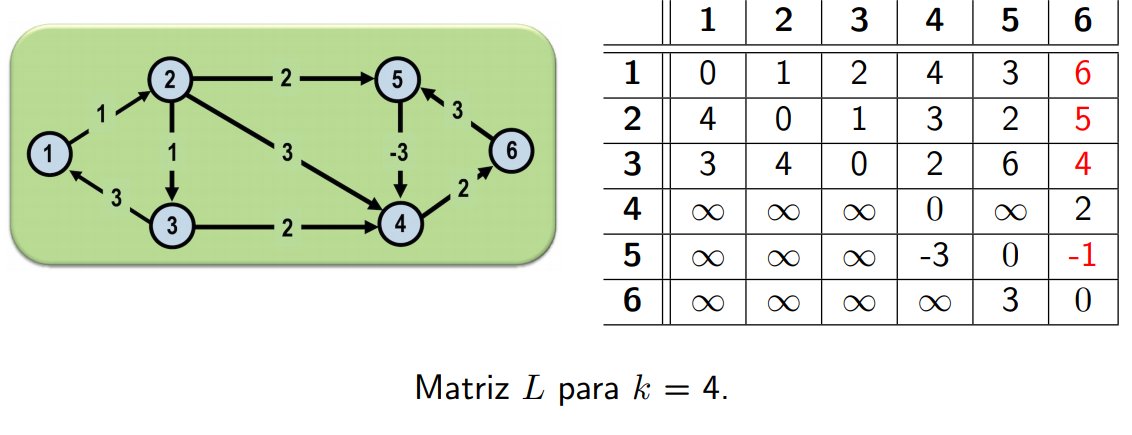 1 2 3 4 5 6
1 0 1 2 4 3 6
2 4 0 1 3 2 5
3 3 4 0 2 6 4
4 ∞ ∞ ∞ 0 ∞ 2
5 ∞ ∞ ∞ -3 0 -1
6 ∞ ∞ ∞ ∞ 3 0
2 2 5
1 3
1 1 3 -3 6
3 2
3 2 4
Matriz L para k = 4.